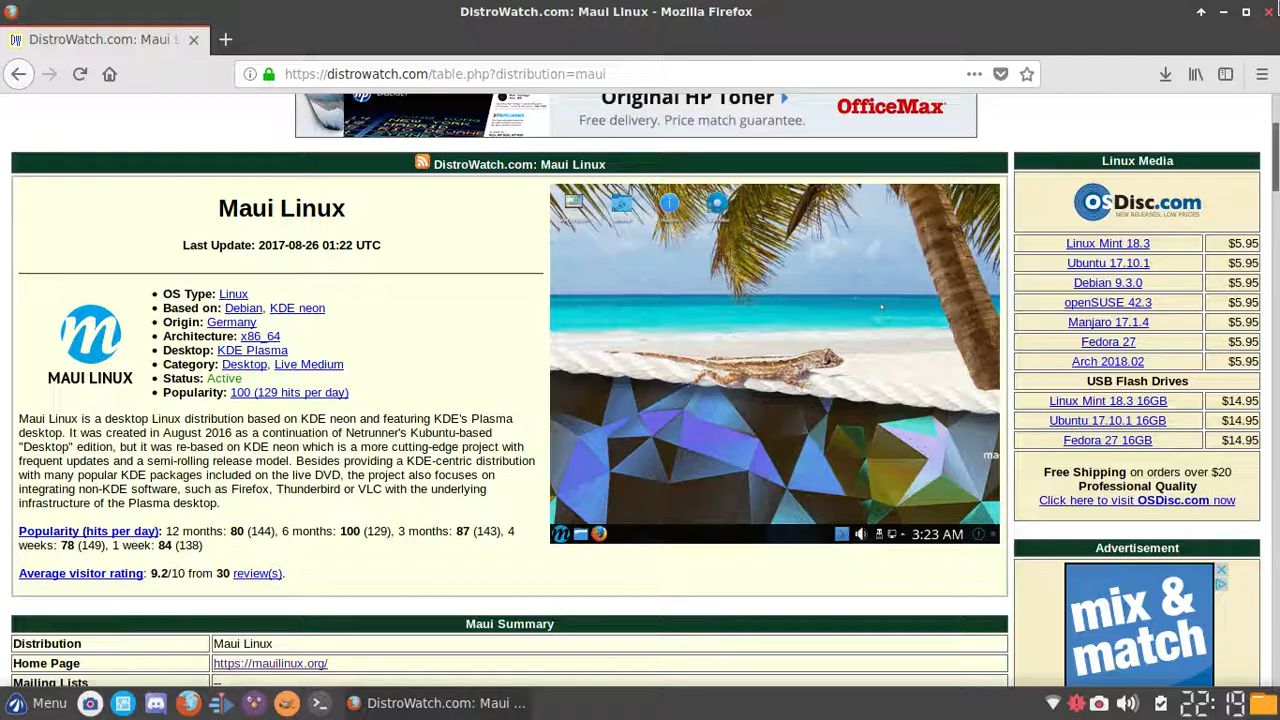 DistroWatch.com: Maui Linux - Mozilla Firefox
DistroWatch.com: Maui L
https://distrowatch.com/table.php?distribution=maui
Original HP Toner
Free delivery. Price match guarantee.
OfficeMax
DistroWatch.com: Maui Linux
Maui Linux
Last Update: 2017-08-26 01:22 UTC
MAUI LINUX
• OS Type: Linux
• Based on: Debian, KDE neon
• Origin: Germany
• Architecture: x86_64
• Desktop: KDE Plasma
• Category: Desktop, Live Medium
• Status: Active
• Popularity: 100 (129 hits per day)
Maui Linux is a desktop Linux distribution based on KDE neon and featuring KDE's Plasma
desktop. It was created in August 2016 as a continuation of Netrunner's Kubuntu-based
"Desktop" edition, but it was re-based on KDE neon which is a more cutting-edge project with
frequent updates and a semi-rolling release model. Besides providing a KDE-centric distribution
with many popular KDE packages included on the live DVD, the project also focuses on
integrating non-KDE software, such as Firefox, Thunderbird or VLC with the underlying
infrastructure of the Plasma desktop.
Popularity (hits per day): 12 months: 80 (144), 6 months: 100 (129), 3 months: 87 (143), 4
weeks: 78 (149), 1 week: 84 (138)
Average visitor rating: 9.2/10 from 30 review(s).
ma
3:23 AM
Maui Summary
Distribution Maui Linux
Home Page https://mauilinux.org/
Mailing Lists --
Linux Media
OSDisc.com
NEW RELEASES, LOW PRICES
Linux Mint 18.3 $5.95
Ubuntu 17.10.1 $5.95
Debian 9.3.0 $5.95
openSUSE 42.3 $5.95
Manjaro 17.1.4 $5.95
Fedora 27 $5.95
Arch 2018.02 $5.95
USB Flash Drives
Linux Mint 18.3 16GB $14.95
Ubuntu 17.10.1 16GB $14.95
Fedora 27 16GB $14.95
Free Shipping on orders over $20
Professional Quality
Click here to visit OSDisc.com now
Advertisement
mix &
match
Menu
DistroWatch.com: Maui ...
22:19